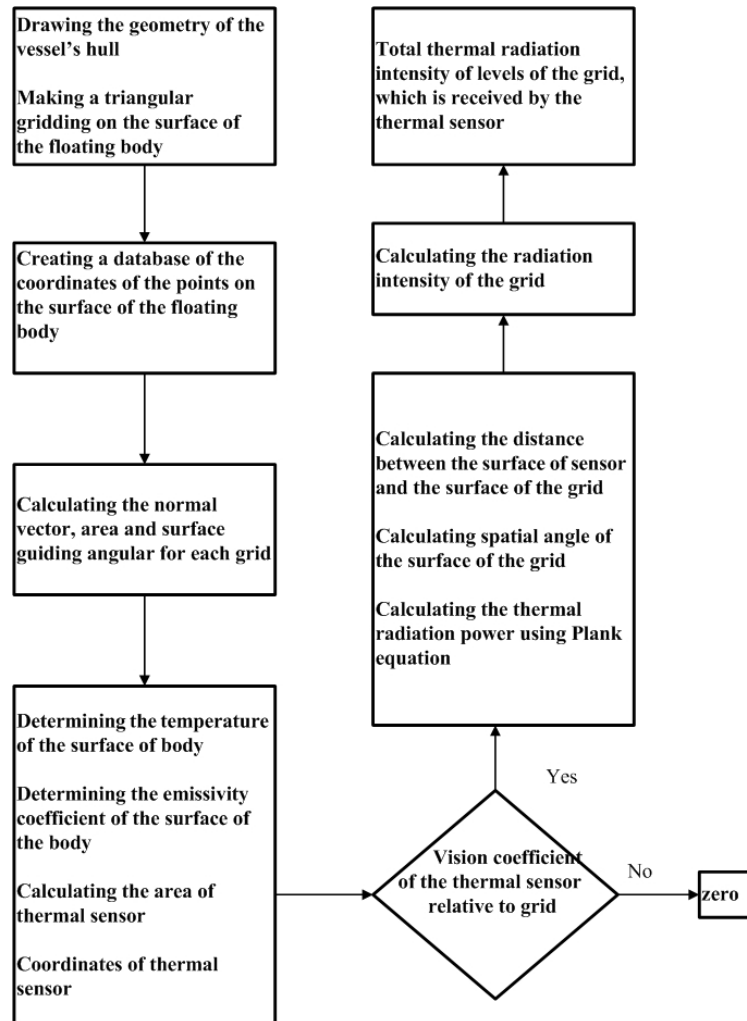 Drawing the geometry of the
vessel's hull
Making a triangular
gridding on the surface of
the floating body
Creating a database of the
coordinates of the points on
the surface of the floating
body
Calculating the normal
vector, area and surface
guiding angular for each grid
Determining the temperature
of the surface of body
Determining the emissivity
coefficient of the surface of
the body
Calculating the area of
thermal sensor
Coordinates of thermal
sensor
Vision coefficient
of the thermal sensor
relative to grid
No
zero
Yes
Calculating the distance
between the surface of sensor
and the surface of the grid
Calculating spatial angle of
the surface of the grid
Calculating the thermal
radiation power using Plank
equation
Calculating the radiation
intensity of the grid
Total thermal radiation
intensity of levels of the grid,
which is received by the
thermal sensor